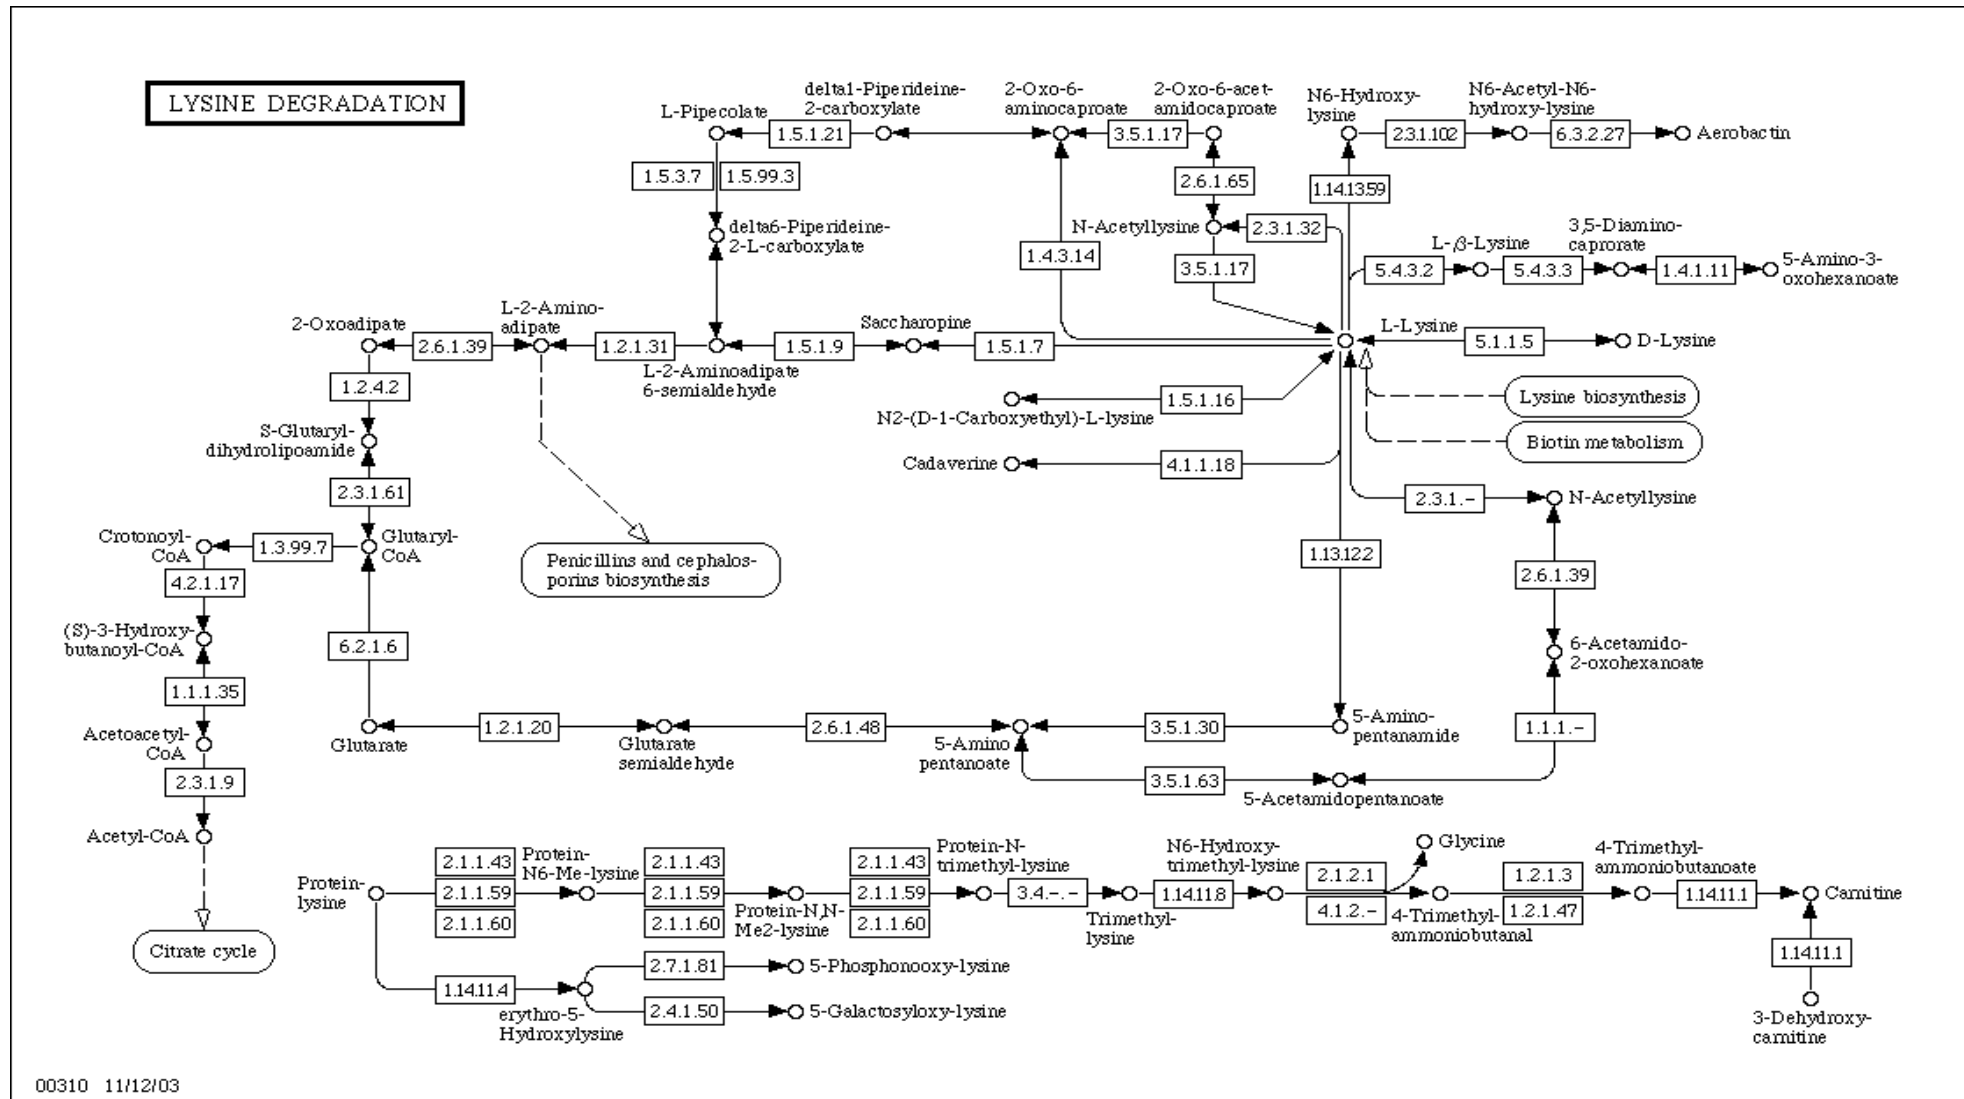 LYSINE DEGRADATION
L-Pipecolate
delta1-Piperideine-
2-carboxylate
2-Oxo-6-
aminocaproate
2-Oxo-6-acet-
amidocaproate
N6-Hydroxy-
lysine
N6-Acetyl-N6-
hydroxy-lysine
1.5.1.21
3.5.1.17
2.3.1.102
6.3.2.27
Aerobactin
1.5.3.7
1.5.99.3
2.6.1.65
1.14.13.59
delta6-Piperideine-
2-L-carboxylate
N-Acetyllysine
2.3.1.32
1.4.3.14
3.5.1.17
L-β-Lysine
3,5-Diamino-
caprorate
5.4.3.2
5.4.3.3
1.4.1.11
5-Amino-3-
oxohexanoate
2-Oxoadipate
L-2-Amino-
adipate
Saccharopine
L-Lysine
2.6.1.39
1.2.1.31
1.5.1.9
1.5.1.7
5.1.1.5
D-Lysine
L-2-Aminoadipate
6-semialdehyde
1.2.4.2
1.5.1.16
N2-(D-1-Carboxyethyl)-L-lysine
Lysine biosynthesis
Biotin metabolism
S-Glutaryl-
dihydrolipoamide
Cadaverine
4.1.1.18
2.3.1.61
2.3.1.-
N-Acetyllysine
Crotonoyl-
CoA
1.3.99.7
Glutaryl-
CoA
Penicillins and cephalos-
porins biosynthesis
1.13.12.2
4.2.1.17
2.6.1.39
(S)-3-Hydroxy-
butanoyl-CoA
6.2.1.6
6-Acetamido-
2-oxohexanoate
1.1.1.35
Acetoacetyl-
CoA
Glutarate
1.2.1.20
Glutarate
semialdehyde
2.6.1.48
5-Amino
pentanoate
3.5.1.30
5-Amino-
pentanamide
1.1.1.-
2.3.1.9
3.5.1.63
5-Acetamidopentanoate
Acetyl-CoA
Citrate cycle
Protein-
lysine
2.1.1.43
2.1.1.59
2.1.1.60
Protein-
N6-Me-lysine
2.1.1.43
2.1.1.59
2.1.1.60
Protein-N,N-
Me2-lysine
2.1.1.43
2.1.1.59
2.1.1.60
Protein-N-
trimethyl-lysine
3.4.-.-
Trimethyl-
lysine
1.14.11.8
N6-Hydroxy-
trimethyl-lysine
2.1.2.1
4.1.2.-
Glycine
4-Trimethyl-
ammoniobutanal
1.2.1.3
1.2.1.47
4-Trimethyl-
ammoniobutanoate
1.14.11.1
Carnitine
1.14.11.1
3-Dehydroxy-
carnitine
1.14.11.4
erythro-5-
Hydroxylysine
2.7.1.81
5-Phosphonooxy-lysine
2.4.1.50
5-Galactosyloxy-lysine
00310 11/12/03